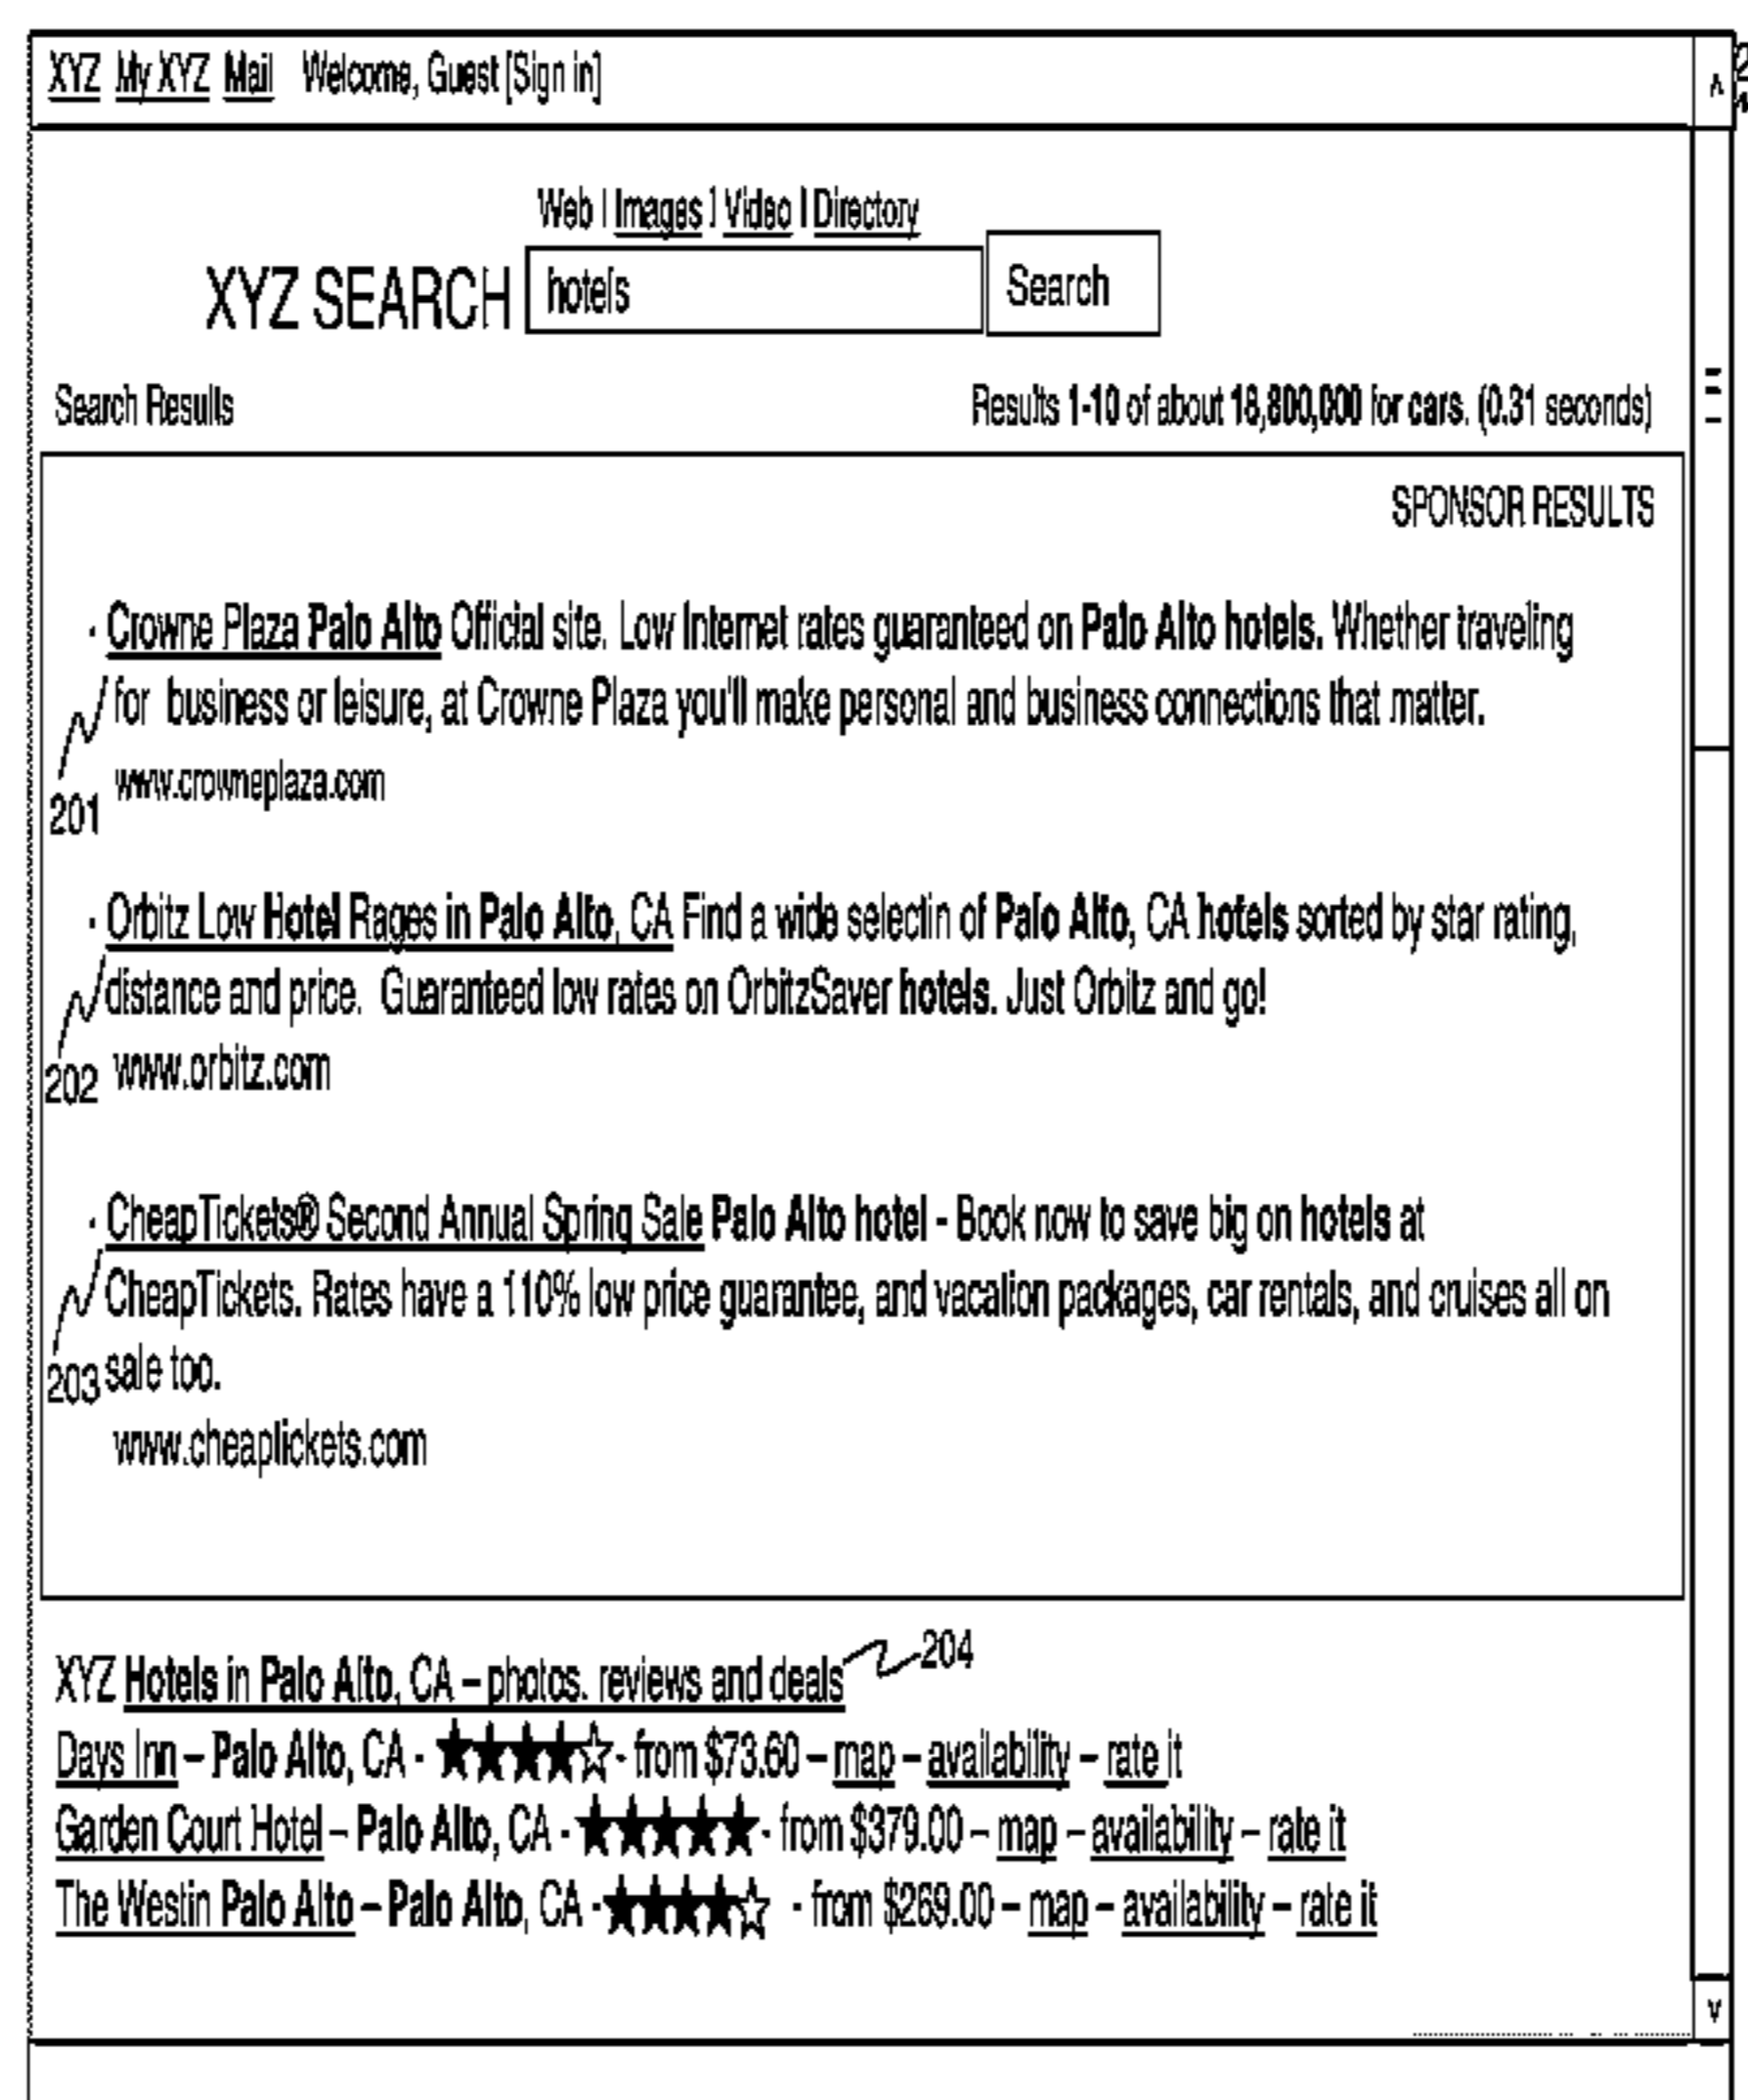 XYZ My XYZ Mail Welcome, Guest [Sign in]
Web | Images | Video | Directory
XYZ SEARCH hotels Search
Search Results Results 1-10 of about 18,800,000 for cars. (0.31 seconds)
SPONSOR RESULTS
· Crowne Plaza Palo Alto Official site. Low Internet rates guaranteed on Palo Alto hotels. Whether traveling
for business or leisure, at Crowne Plaza you'll make personal and business connections that matter.
www.crowneplaza.com
201
· Orbitz Low Hotel Rages in Palo Alto, CA Find a wide selectin of Palo Alto, CA hotels sorted by star rating,
distance and price. Guaranteed low rates on OrbitzSaver hotels. Just Orbitz and go!
www.orbitz.com
202
· CheapTickets® Second Annual Spring Sale Palo Alto hotel - Book now to save big on hotels at
CheapTickets. Rates have a 110% low price guarantee, and vacation packages, car rentals, and cruises all on
sale too.
203
www.cheaptickets.com
204
XYZ Hotels in Palo Alto, CA – photos. reviews and deals
Days Inn – Palo Alto, CA - ★★★★☆ - from $73.60 – map – availability – rate it
Garden Court Hotel – Palo Alto, CA - ★★★★★ - from $379.00 – map – availability – rate it
The Westin Palo Alto – Palo Alto, CA - ★★★★☆ - from $269.00 – map – availability – rate it